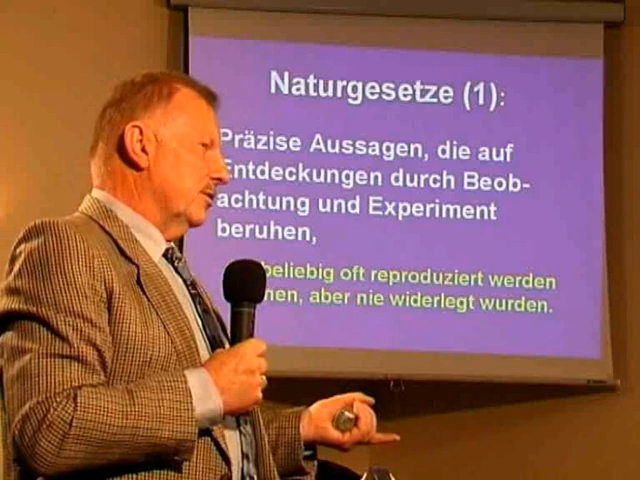 Naturgesetze (1):
Präzise Aussagen, die auf
Entdeckungen durch Beob-
achtung und Experiment
beruhen,
beliebig oft reproduziert werden
aber nie widerlegt wurden.